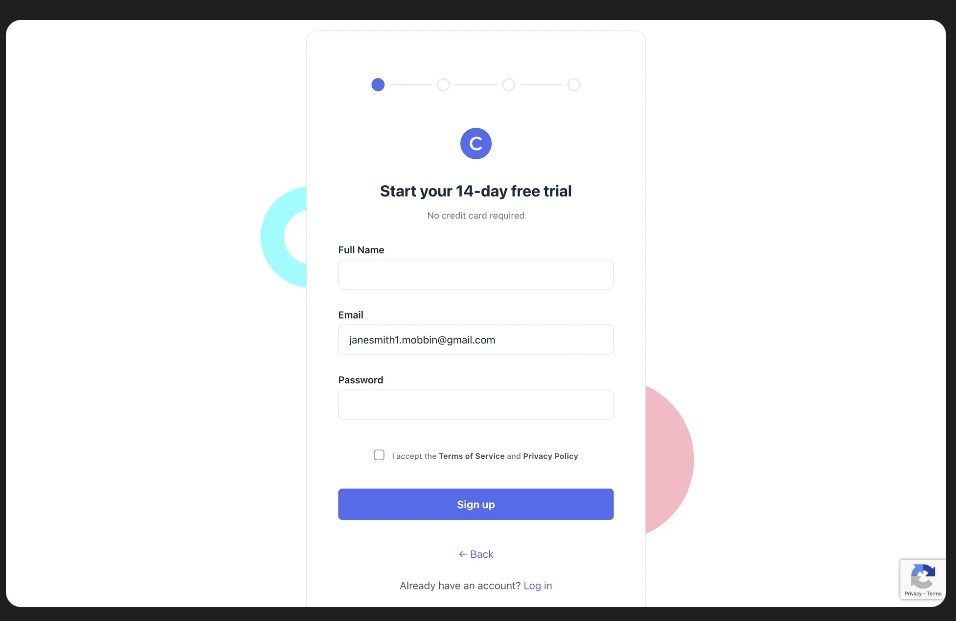 C
Start your 14-day free trial
No credit card required
Full Name
Email
janesmith1.mobbin@gmail.com
Password
I accept the Terms of Service and Privacy Policy
Sign up
← Back
Already have an account? Log in
Privacy - Terms